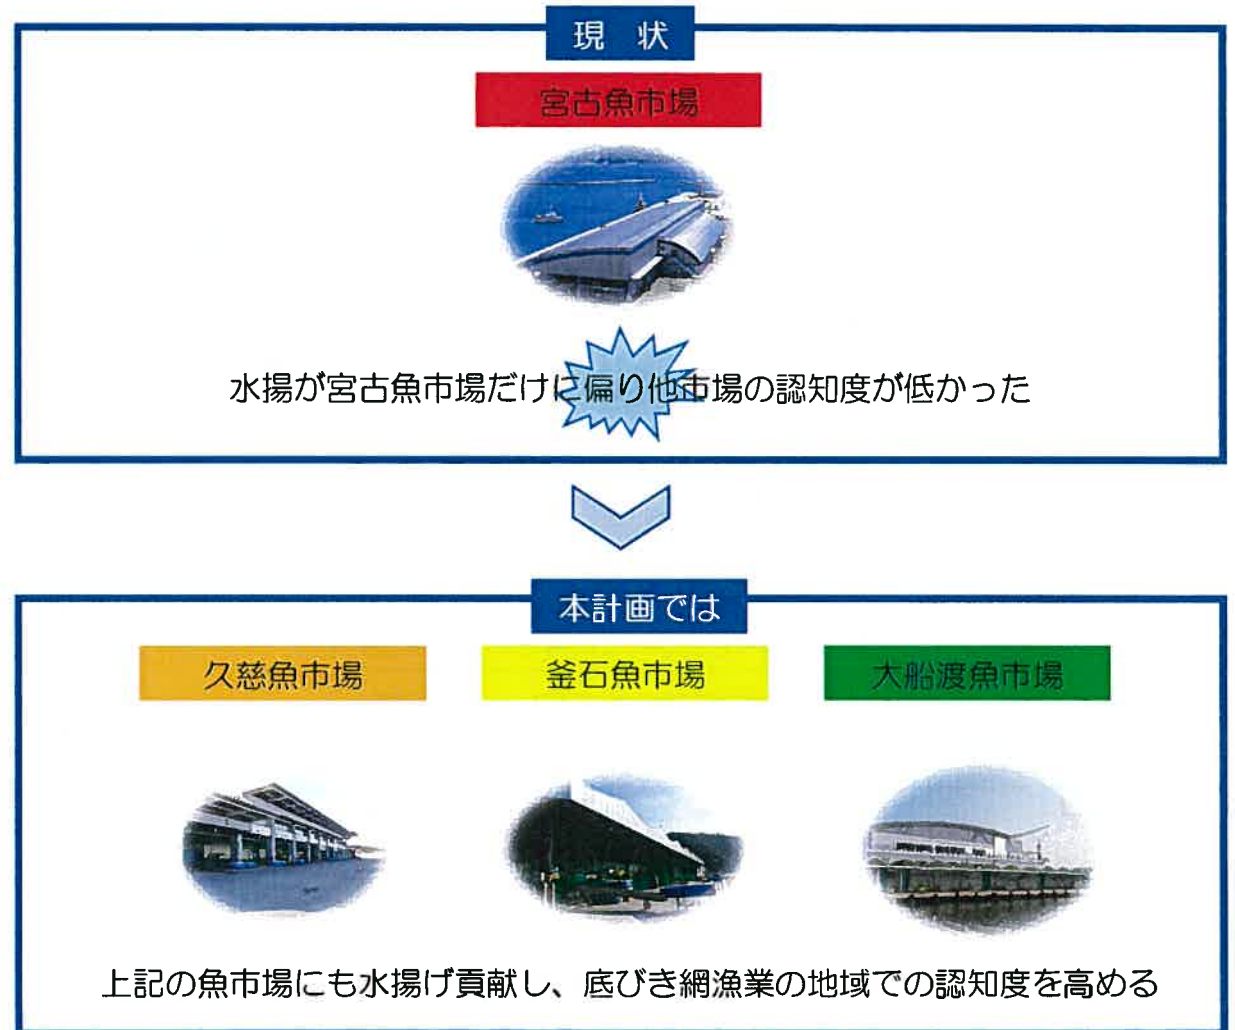 現 状
宮古魚市場
水揚が宮古魚市場だけに偏り他市場の認知度が低かった
本計画では
久慈魚市場
釜石魚市場
大船渡魚市場
上記の魚市場にも水揚げ貢献し、底びき網漁業の地域での認知度を高める